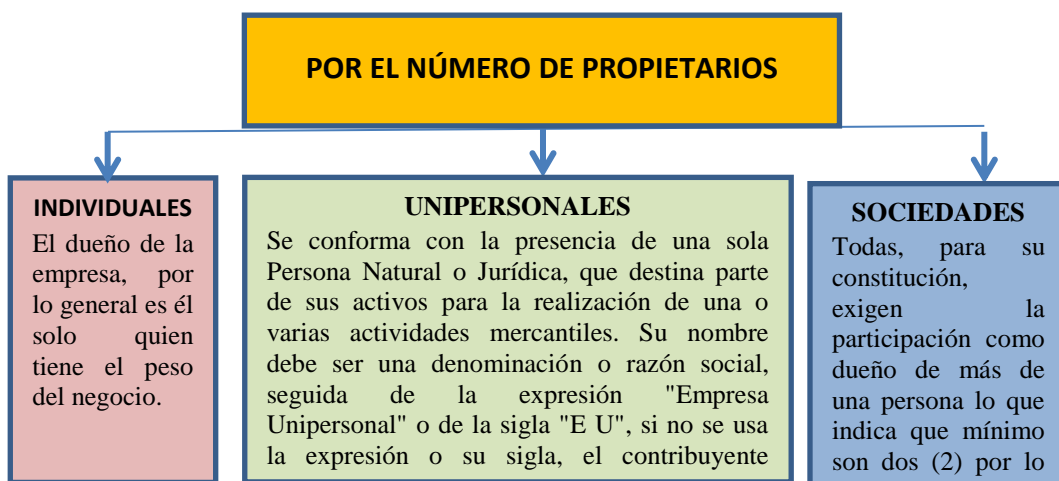 POR EL NÚMERO DE PROPIETARIOS
INDIVIDUALES
El dueño de la
empresa, por
lo general es él
solo quien
tiene el peso
del negocio.
UNIPERSONALES
Se conforma con la presencia de una sola
Persona Natural o Jurídica, que destina parte
de sus activos para la realización de una o
varias actividades mercantiles. Su nombre
debe ser una denominación o razón social,
seguida de la expresión "Empresa
Unipersonal" o de la sigla "E U", si no se usa
la expresión o su sigla, el contribuyente
SOCIEDADES
Todas, para su
constitución,
exigen la
participación como
dueño de más de
una persona lo que
indica que mínimo
son dos (2) por lo